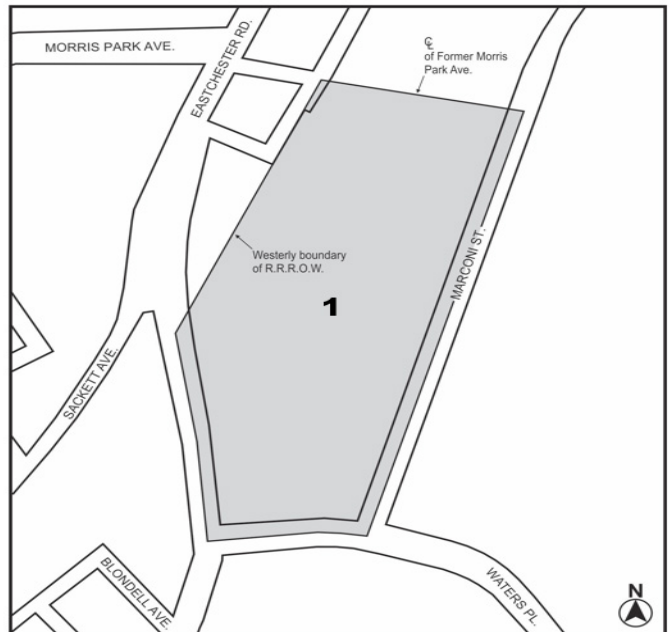 MORRIS PARK AVE.
EASTCHESTER RD.
℄
of Former Morris
Park Ave.
Westerly boundary
of R.R.R.O.W.
MARCONI ST.
1
SACKETT AVE.
BLONDELL AVE.
WATERS PL.
N